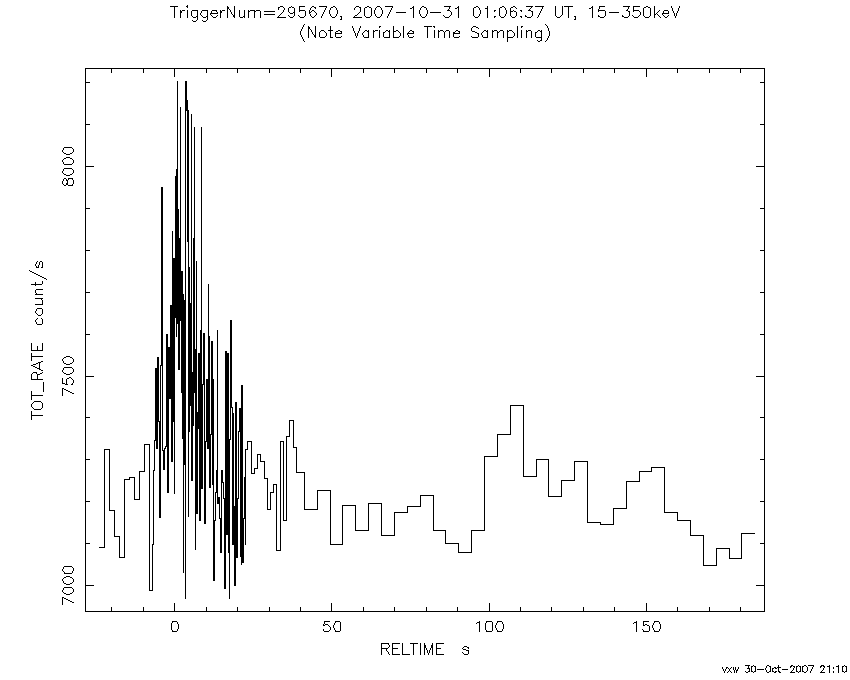 TriggerNum=295670, 2007-10-31 01:06:37 UT, 15-350keV
(Note Variable Time Sampling)
8000
7500
7000
TOT_RATE count/s
0 50 100 150
RELTIME s
vxw 30-Oct-2007 21:10